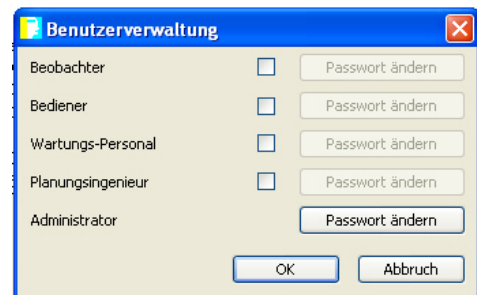 Benutzerverwaltung
Beobachter Passwort ändern
Bediener Passwort ändern
Wartungs-Personal Passwort ändern
Planungsingenieur Passwort ändern
Administrator Passwort ändern
OK Abbruch